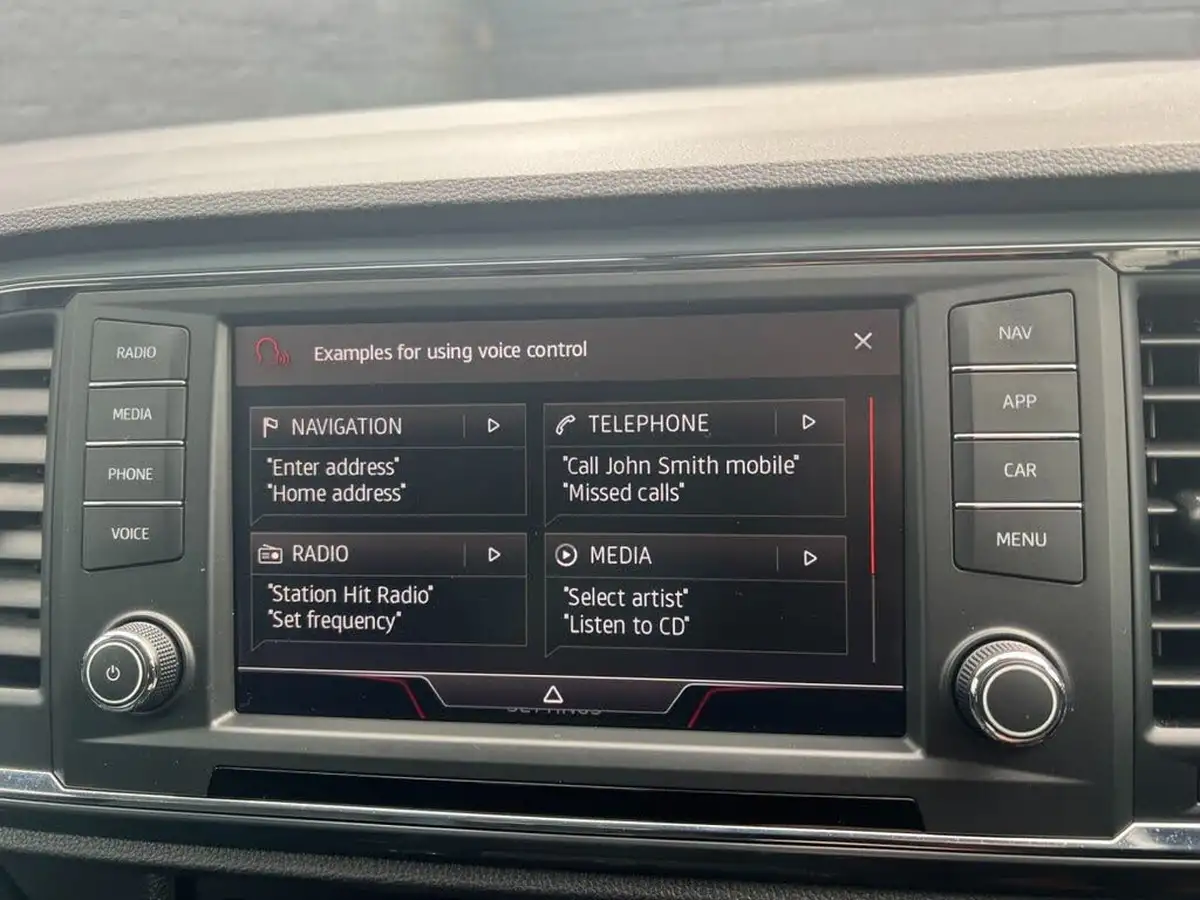 RADIO
MEDIA
PHONE
VOICE
Examples for using voice control
NAVIGATION
"Enter address"
"Home address"
TELEPHONE
"Call John Smith mobile"
"Missed calls"
RADIO
"Station Hit Radio"
"Set frequency"
MEDIA
"Select artist"
"Listen to CD"
NAV
APP
CAR
MENU